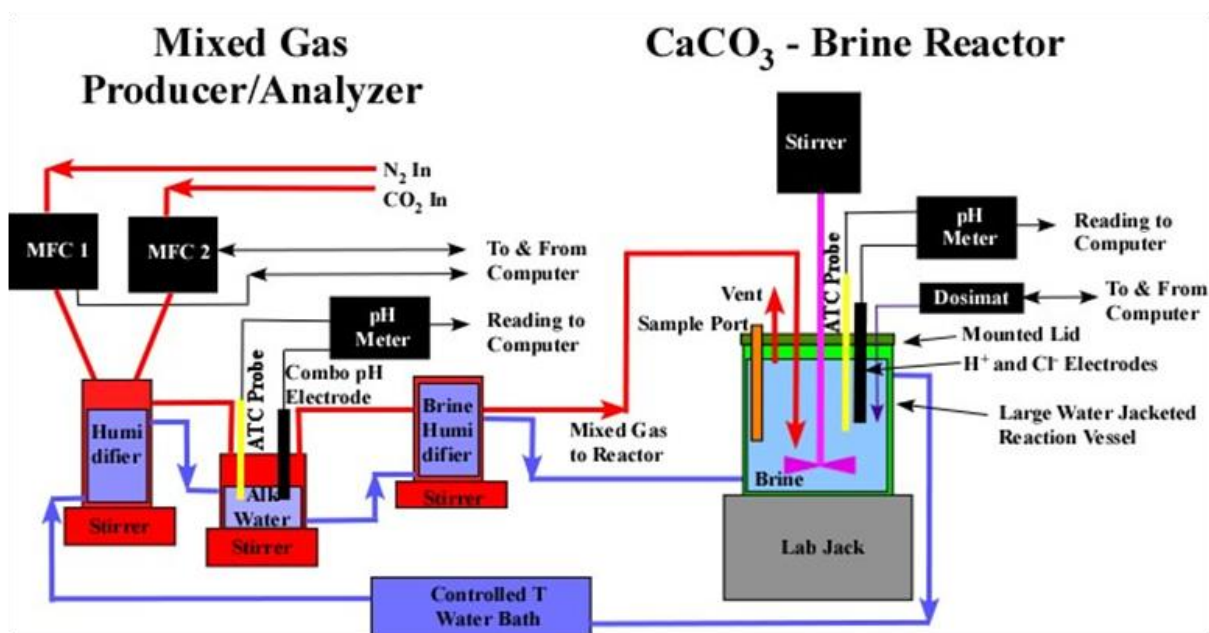 Mixed Gas
Producer/Analyzer
CaCO₃ - Brine Reactor
N₂ In
CO₂ In
MFC 1
MFC 2
To & From
Computer
pH
Meter
Reading to
Computer
ATC Probe
Combo pH
Electrode
Humi
difier
Stirrer
Alk
Water
Stirrer
Brine
Humi
difier
Stirrer
Mixed Gas
to Reactor
Controlled T
Water Bath
Stirrer
ATC Probe
pH
Meter
Reading to
Computer
Vent
Sample Port
Dosimat
To & From
Computer
Mounted Lid
H⁺ and Cl⁻ Electrodes
Large Water Jacketed
Reaction Vessel
Brine
Lab Jack